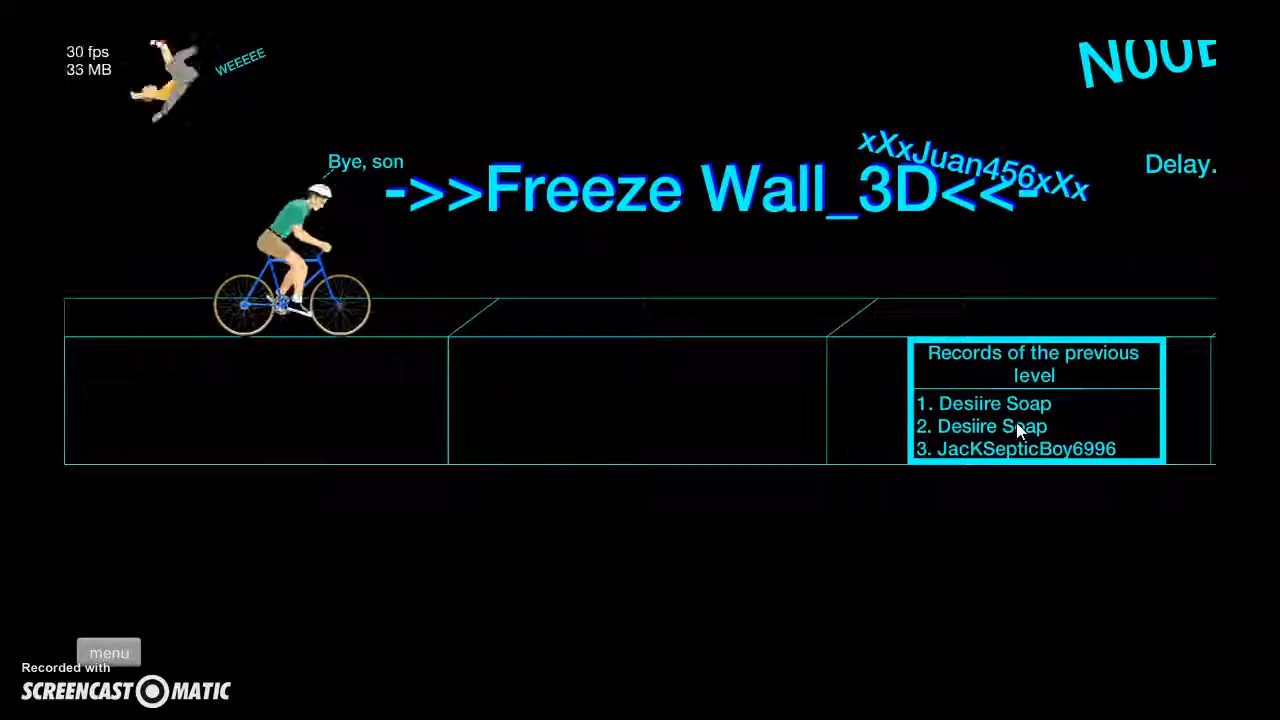 30 fps
33 MB
WEEEEE
Bye, son
->>Freeze Wall_3D<<-
xXxJuan456xXx
Delay.
Records of the previous
level
1. Desiire Soap
2. Desiire Soap
3. JacKSepticBoy6996
menu
Recorded with
SCREENCAST MATIC